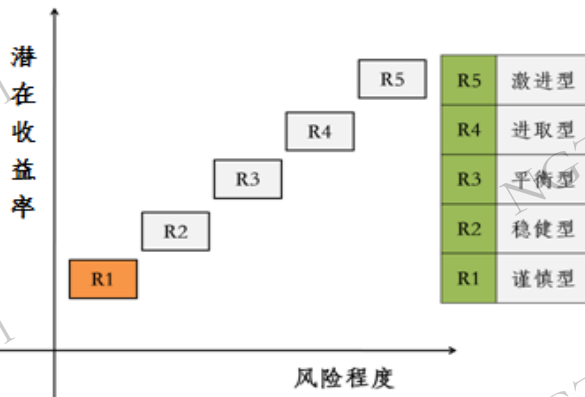 潜在收益率
R5
R4
R3
R2
R1
风险程度
R5 激进型
R4 进取型
R3 平衡型
R2 稳健型
R1 谨慎型